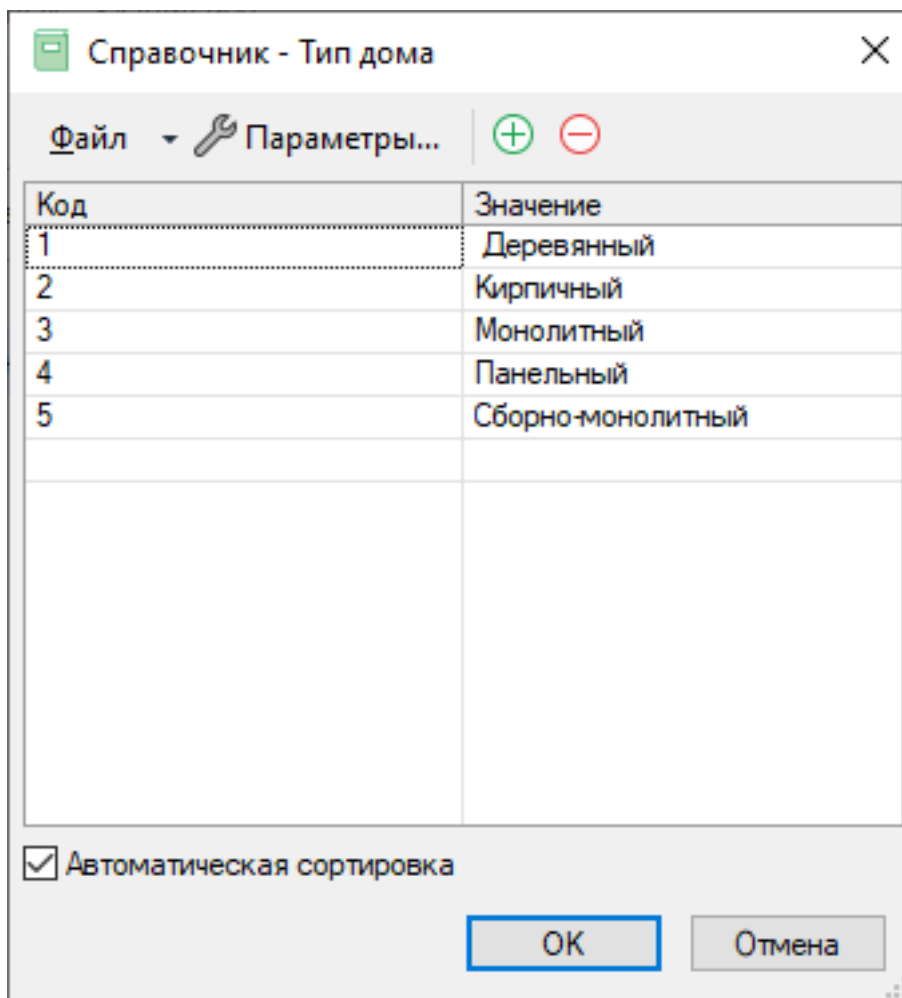 Справочник - Тип дома
Файл Параметры...
Код Значение
1 Деревянный
2 Кирпичный
3 Монолитный
4 Панельный
5 Сборно-монолитный
Автоматическая сортировка
OK Отмена